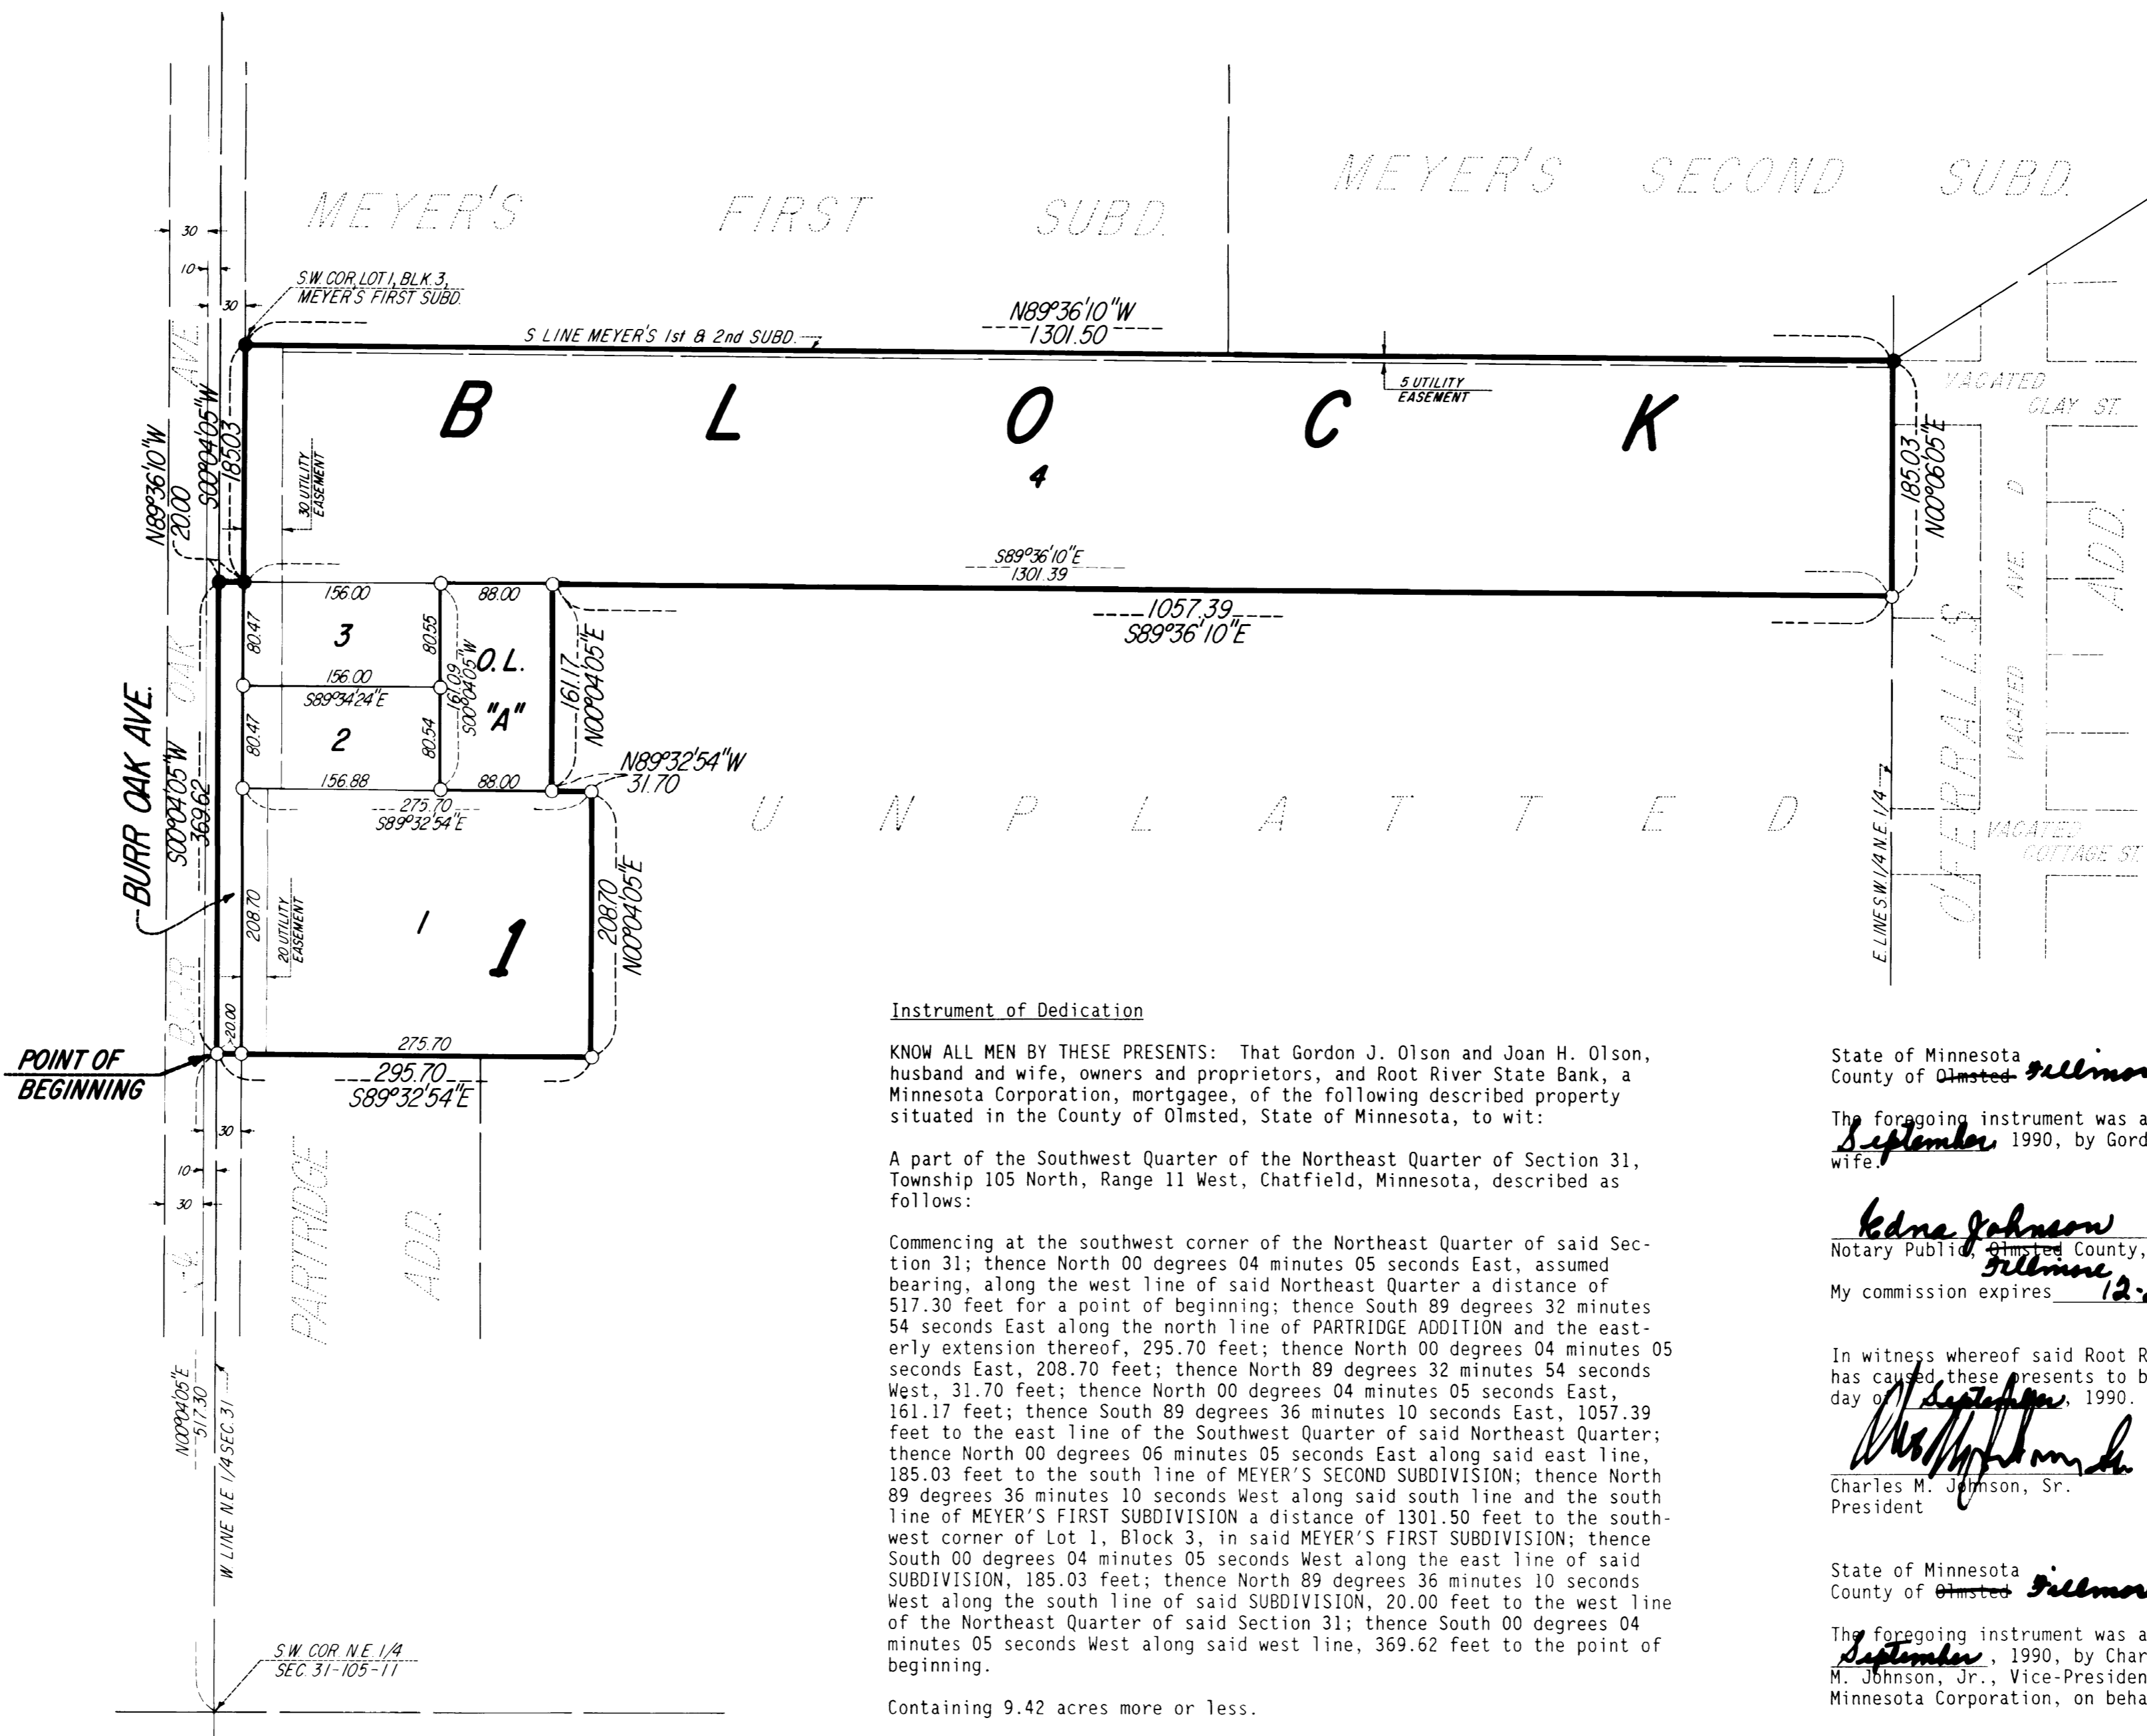 MEYER'S FIRST SUBD.
MEYER'S SECOND SUBD.
30
10
30
S.W. COR. LOT 1, BLK. 3,
MEYER'S FIRST SUBD.
S LINE MEYER'S 1st & 2nd SUBD.
N89°36'10"W
1301.50
5 UTILITY
EASEMENT
BLOCK
4
N89°36'10"W
20.00
S00°04'05"W
185.03
30 UTILITY
EASEMENT
S89°36'10"E
1301.39
1057.39
S89°36'10"E
185.03
N00°06'05"E
VACATED
CLAY ST.
VACATED AVE. D
O'FERRALL'S ADD.
VACATED
COTTAGE ST.
E. LINE S.W. 1/4 N.E. 1/4
156.00
88.00
80.47
3
80.55
156.00
S89°34'24"E
80.47
2
80.54
161.09
S00°04'05"W
O.L.
"A"
161.17
N00°04'05"E
156.88
88.00
275.70
S89°32'54"E
N89°32'54"W
31.70
UNPLATTED
BURR OAK AVE.
BURR OAK AVE.
S00°04'05"W
369.62
208.70
20 UTILITY
EASEMENT
1
1
208.70
N00°04'05"E
20.00
275.70
295.70
S89°32'54"E
POINT OF
BEGINNING
30
10
30
AVE.
PARTRIDGE
ADD.
N00°04'05"E
517.30
W. LINE N.E. 1/4 SEC. 31
S.W. COR. N.E. 1/4
SEC. 31-105-11
Instrument of Dedication
KNOW ALL MEN BY THESE PRESENTS: That Gordon J. Olson and Joan H. Olson,
husband and wife, owners and proprietors, and Root River State Bank, a
Minnesota Corporation, mortgagee, of the following described property
situated in the County of Olmsted, State of Minnesota, to wit:
A part of the Southwest Quarter of the Northeast Quarter of Section 31,
Township 105 North, Range 11 West, Chatfield, Minnesota, described as
follows:
Commencing at the southwest corner of the Northeast Quarter of said Sec-
tion 31; thence North 00 degrees 04 minutes 05 seconds East, assumed
bearing, along the west line of said Northeast Quarter a distance of
517.30 feet for a point of beginning; thence South 89 degrees 32 minutes
54 seconds East along the north line of PARTRIDGE ADDITION and the east-
erly extension thereof, 295.70 feet; thence North 00 degrees 04 minutes 05
seconds East, 208.70 feet; thence North 89 degrees 32 minutes 54 seconds
West, 31.70 feet; thence North 00 degrees 04 minutes 05 seconds East,
161.17 feet; thence South 89 degrees 36 minutes 10 seconds East, 1057.39
feet to the east line of the Southwest Quarter of said Northeast Quarter;
thence North 00 degrees 06 minutes 05 seconds East along said east line,
185.03 feet to the south line of MEYER'S SECOND SUBDIVISION; thence North
89 degrees 36 minutes 10 seconds West along said south line and the south
line of MEYER'S FIRST SUBDIVISION a distance of 1301.50 feet to the south-
west corner of Lot 1, Block 3, in said MEYER'S FIRST SUBDIVISION; thence
South 00 degrees 04 minutes 05 seconds West along the east line of said
SUBDIVISION, 185.03 feet; thence North 89 degrees 36 minutes 10 seconds
West along the south line of said SUBDIVISION, 20.00 feet to the west line
of the Northeast Quarter of said Section 31; thence South 00 degrees 04
minutes 05 seconds West along said west line, 369.62 feet to the point of
beginning.
Containing 9.42 acres more or less.
State of Minnesota
County of Olmsted Fillmor
The foregoing instrument was a
September, 1990, by Gord
wife.
Edna Johnson
Notary Public, Olmsted County,
Fillmore
My commission expires 12-
In witness whereof said Root R
has caused these presents to b
day of September, 1990.
Charles M. Johnson, Sr.
President
State of Minnesota
County of Olmsted Fillmor
The foregoing instrument was a
September, 1990, by Char
M. Johnson, Jr., Vice-Presiden
Minnesota Corporation, on beha